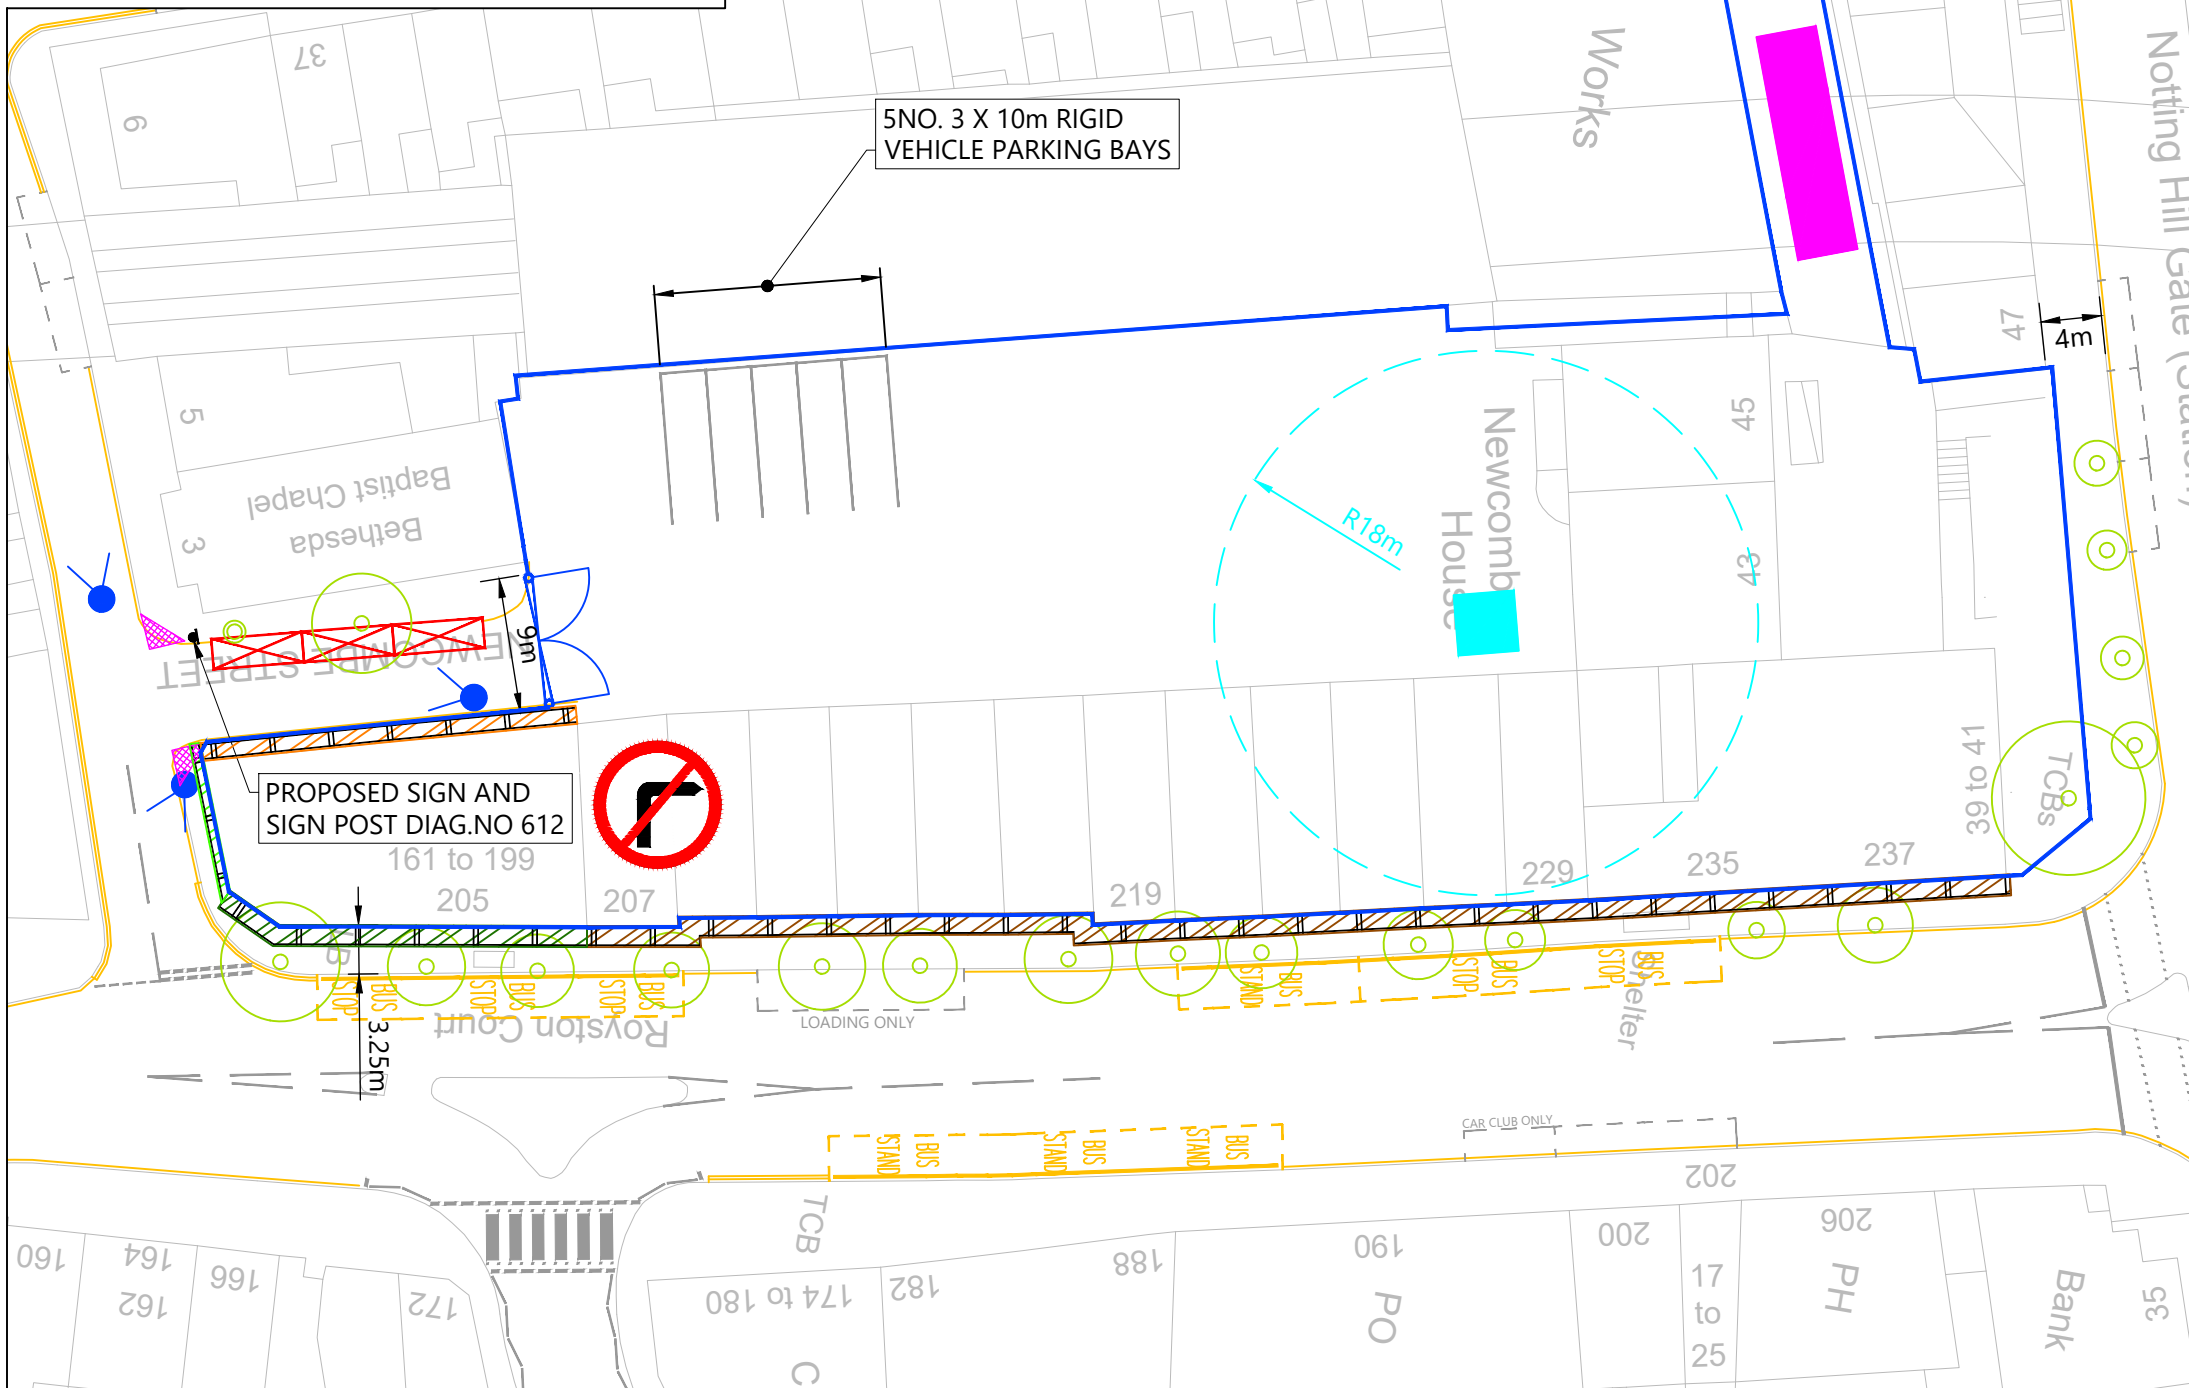 37
6
5NO. 3 X 10m RIGID
VEHICLE PARKING BAYS
Works
Notting Hill Gate (Station)
47
4m
5
Baptist Chapel
Bethesda
3
R18m
Newcomb
House
45
43
NEWCOMBE STREET
9m
PROPOSED SIGN AND
SIGN POST DIAG.NO 612
161 to 199
205
207
219
229
235
237
39 to 41
TCBs
BUS
STOP
BUS
STOP
BUS
STOP
LOADING ONLY
BUS
STAND
BUS
STOP
BUS
STOP
Shelter
Royston Court
3.25m
BUS
STAND
BUS
STAND
BUS
STAND
CAR CLUB ONLY
202
TCB
160
164
162
166
172
174 to 180
182
188
190
PO
200
17
to
25
206
PH
Bank
35
C